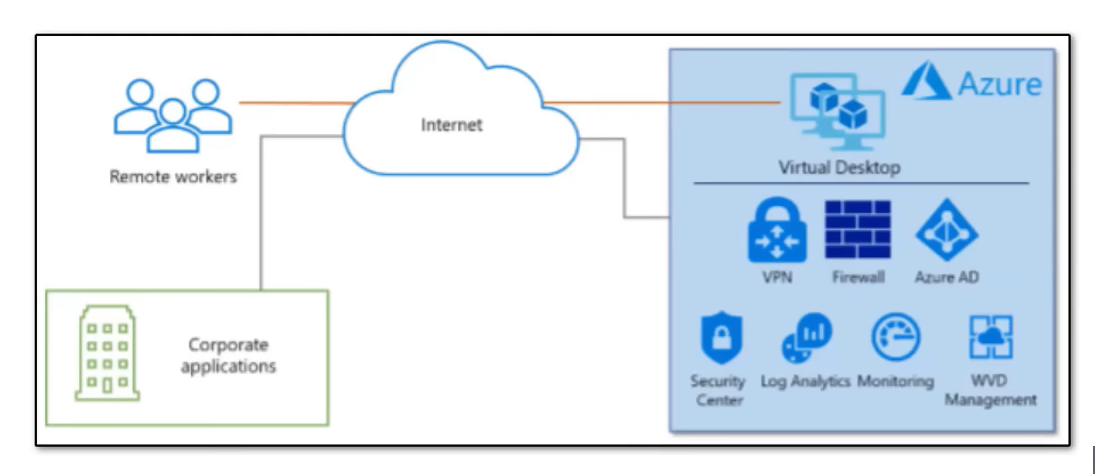 Azure
Internet
Virtual Desktop
Remote workers
VPN
Firewall
Azure AD
Corporate
applications
Security
Center
Log Analytics
Monitoring
WVD
Management